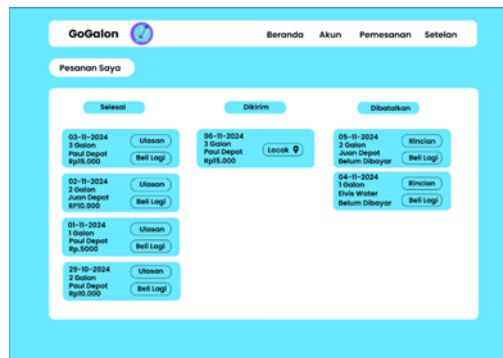 GoGalon
Beranda Akun Pemesanan Setelan
Pesanan Saya
Selesai
03-11-2024
3 Galon
Paul Depot
Rp15.000
Ulasan
Beli Lagi
02-11-2024
2 Galon
Juan Depot
RP10.000
Ulasan
Beli Lagi
01-11-2024
1 Galon
Paul Depot
Rp.5000
Ulasan
Beli Lagi
29-10-2024
2 Galon
Paul Depot
Rp10.000
Ulasan
Beli Lagi
Dikirim
06-11-2024
3 Galon
Paul Depot
Rp15.000
Lacak
Dibatalkan
05-11-2024
2 Galon
Juan Depot
Belum Dibayar
Rincian
Beli Lagi
04-11-2024
1 Galon
Elvis Water
Belum Dibayar
Rincian
Beli Lagi